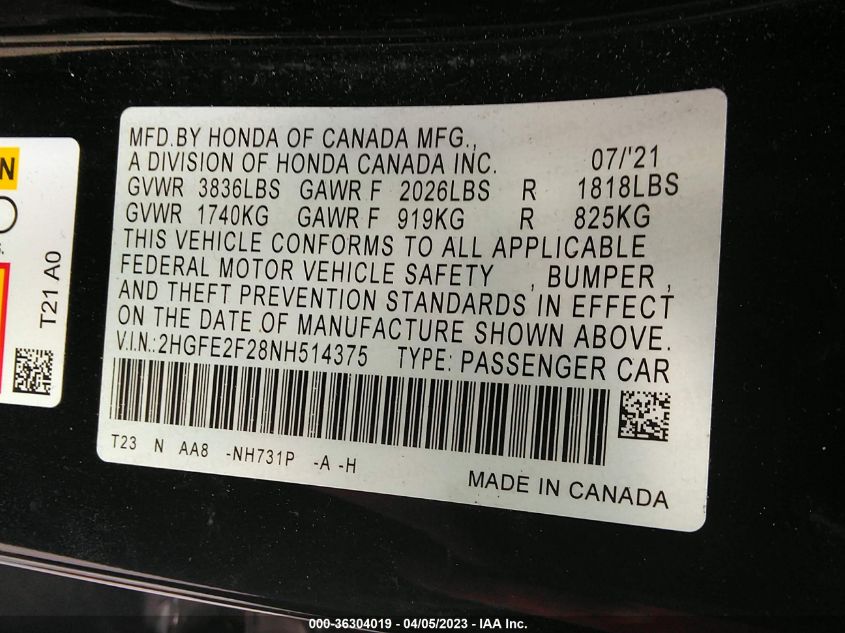 MFD.BY HONDA OF CANADA MFG.,
A DIVISION OF HONDA CANADA INC. 07/'21
GVWR 3836LBS GAWR F 2026LBS R 1818LBS
GVWR 1740KG GAWR F 919KG R 825KG
THIS VEHICLE CONFORMS TO ALL APPLICABLE
FEDERAL MOTOR VEHICLE SAFETY , BUMPER ,
AND THEFT PREVENTION STANDARDS IN EFFECT
ON THE DATE OF MANUFACTURE SHOWN ABOVE.
V.I.N.:2HGFE2F28NH514375 TYPE: PASSENGER CAR
T23 N AA8 -NH731P -A -H
MADE IN CANADA
T21 A0
000-36304019 — 04/05/2023 — IAA Inc.